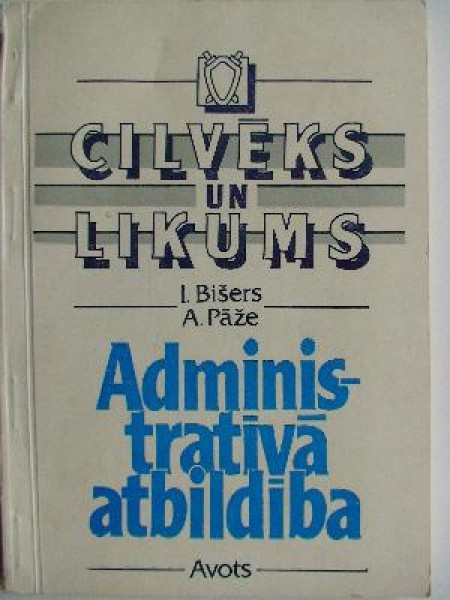 CILVĒKS
UN
LIKUMS
I. Bišers
A. Pāže
Adminis-
tratīvā
atbildība
Avots